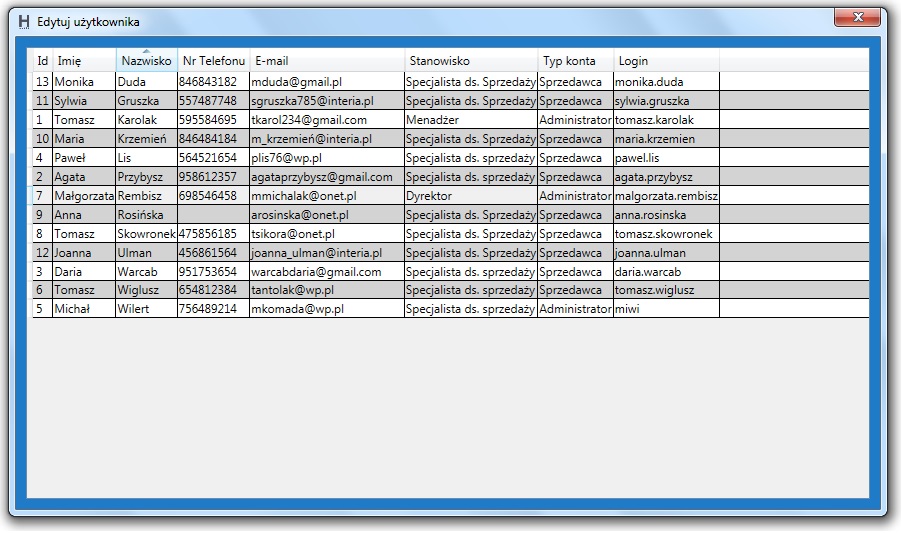 H Edytuj użytkownika
Id Imię Nazwisko Nr Telefonu E-mail Stanowisko Typ konta Login
13 Monika Duda 846843182 mduda@gmail.pl Specjalista ds. Sprzedaży Sprzedawca monika.duda
11 Sylwia Gruszka 557487748 sgruszka785@interia.pl Specjalista ds. sprzedaży Sprzedawca sylwia.gruszka
1 Tomasz Karolak 595584695 tkarol234@gmail.com Menadżer Administrator tomasz.karolak
10 Maria Krzemień 846484184 m_krzemień@interia.pl Specjalista ds. sprzedaży Sprzedawca maria.krzemien
4 Paweł Lis 564521654 plis76@wp.pl Specjalista ds. sprzedaży Sprzedawca pawel.lis
2 Agata Przybysz 958612357 agataprzybysz@gmail.com Specjalista ds. sprzedaży Sprzedawca agata.przybysz
7 Małgorzata Rembisz 698546458 mmichalak@onet.pl Dyrektor Administrator malgorzata.rembisz
9 Anna Rosińska arosinska@onet.pl Specjalista ds. sprzedaży Sprzedawca anna.rosinska
8 Tomasz Skowronek 475856185 tsikora@onet.pl Specjalista ds. sprzedaży Sprzedawca tomasz.skowronek
12 Joanna Ulman 456861564 joanna_ulman@interia.pl Specjalista ds. sprzedaży Sprzedawca joanna.ulman
3 Daria Warcab 951753654 warcabdaria@gmail.com Specjalista ds. sprzedaży Sprzedawca daria.warcab
6 Tomasz Wiglusz 654812384 tantolak@wp.pl Specjalista ds. sprzedaży Sprzedawca tomasz.wiglusz
5 Michał Wilert 756489214 mkomada@wp.pl Specjalista ds. sprzedaży Administrator miwi